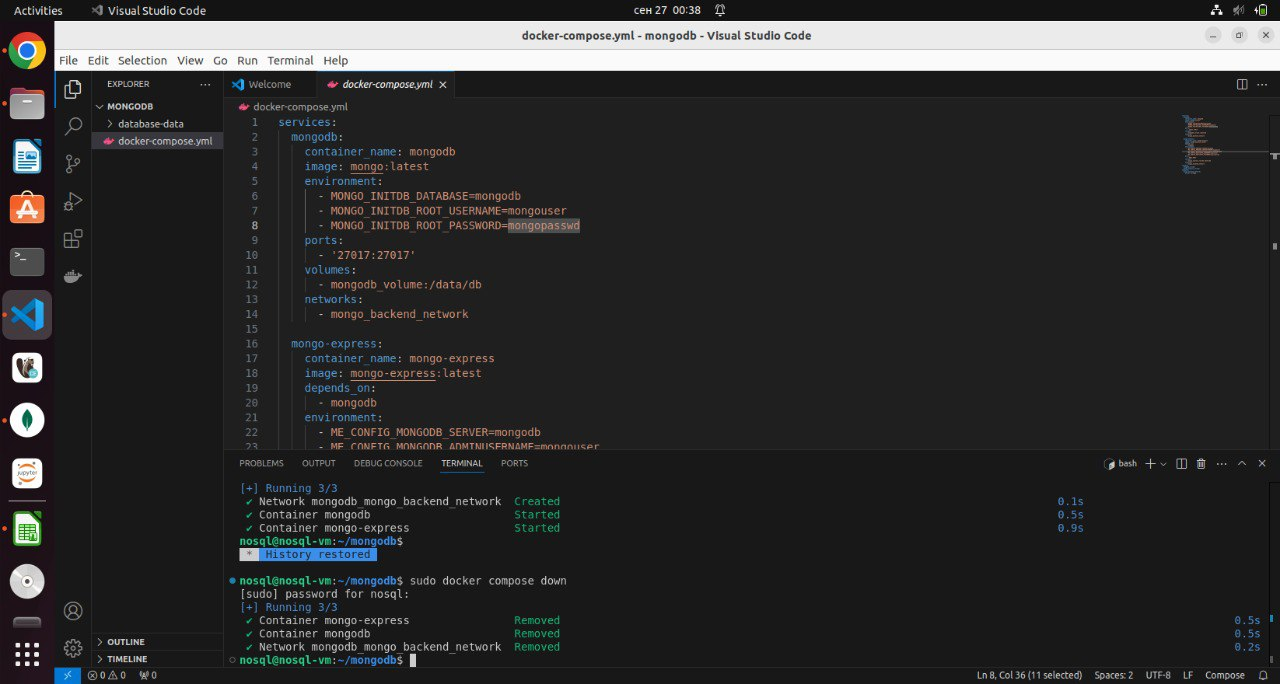 Activities
Visual Studio Code
сен 27 00:38
docker-compose.yml - mongodb - Visual Studio Code
File Edit Selection View Go Run Terminal Help
EXPLORER
Welcome
docker-compose.yml
MONGODB
database-data
docker-compose.yml
docker-compose.yml
1 services:
2 mongodb:
3 container_name: mongodb
4 image: mongo:latest
5 environment:
6 - MONGO_INITDB_DATABASE=mongodb
7 - MONGO_INITDB_ROOT_USERNAME=mongouser
8 - MONGO_INITDB_ROOT_PASSWORD=mongopasswd
9 ports:
10 - '27017:27017'
11 volumes:
12 - mongodb_volume:/data/db
13 networks:
14 - mongo_backend_network
15
16 mongo-express:
17 container_name: mongo-express
18 image: mongo-express:latest
19 depends_on:
20 - mongodb
21 environment:
22 - ME_CONFIG_MONGODB_SERVER=mongodb
23 - ME_CONFIG_MONGODB_ADMINUSERNAME=mongouser
PROBLEMS OUTPUT DEBUG CONSOLE TERMINAL PORTS
bash
[+] Running 3/3
✔ Network mongodb_mongo_backend_network Created 0.1s
✔ Container mongodb Started 0.5s
✔ Container mongo-express Started 0.9s
nosql@nosql-vm:~/mongodb$
* History restored
nosql@nosql-vm:~/mongodb$ sudo docker compose down
[sudo] password for nosql:
[+] Running 3/3
✔ Container mongo-express Removed 0.5s
✔ Container mongodb Removed 0.5s
✔ Network mongodb_mongo_backend_network Removed 0.2s
nosql@nosql-vm:~/mongodb$
OUTLINE
TIMELINE
0 0 0
Ln 8, Col 36 (11 selected) Spaces: 2 UTF-8 LF Compose
jupyter